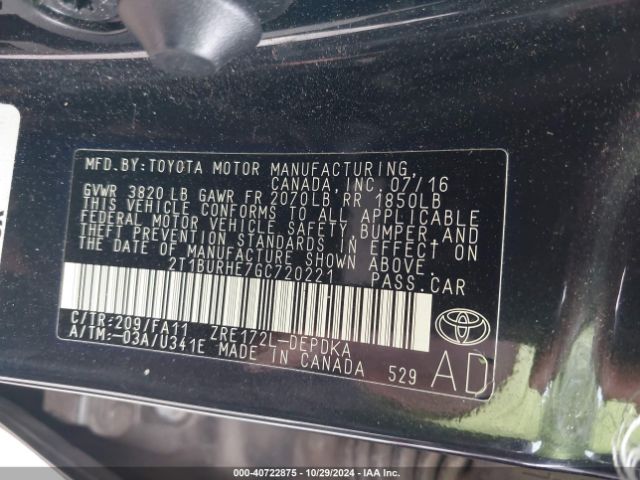 MFD.BY:TOYOTA MOTOR MANUFACTURING,
CANADA, INC. 07/16
GVWR 3820 LB GAWR FR 2070LB RR 1850LB
THIS VEHICLE CONFORMS TO ALL APPLICABLE
FEDERAL MOTOR VEHICLE SAFETY, BUMPER, AND
THEFT PREVENTION STANDARDS IN EFFECT ON
THE DATE OF MANUFACTURE SHOWN ABOVE.
2T1BURHE7GC720221 PASS.CAR
C/TR:209/FA11 ZRE172L-DEPDKA
A/TM:-03A/U341E MADE IN CANADA 529
AD
000-40722875 - 10/29/2024 - IAA Inc.